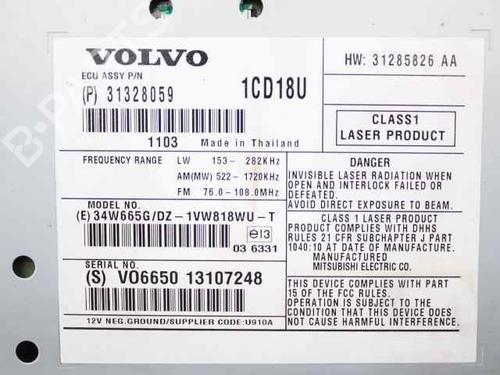 VOLVO
ECU ASSY P/N
(P) 31328059
1CD18U
HW: 31285826 AA
1103 Made in Thailand
CLASS1
LASER PRODUCT
FREQUENCY RANGE LW 153- 282KHz
AM(MW) 522- 1720KHz
FM 76.0- 108.0MHz
MODEL NO.
(E) 34W665G/DZ-1VW818WU-T
e13
03 6331
SERIAL NO.
(S) VO6650 13107248
12V NEG.GROUND/SUPPLIER CODE:U910A
DANGER
INVISIBLE LASER RADIATION WHEN
OPEN AND INTERLOCK FAILED OR
DEFEATED.
AVOID DIRECT EXPOSURE TO BEAM.
CLASS 1 LASER PRODUCT
PRODUCT COMPLIES WITH DHHS
RULES 21 CFR SUBCHAPTER J PART
1040:10 AT DATE OF MANUFACTURE.
MANUFACTURED
MITSUBISHI ELECTRIC CO.
THIS DEVICE COMPLIES WITH PART
15 OF THE FCC RULES.
OPERATION IS SUBJECT TO THE
CONDITION THAT THIS DEVICE DOES
NOT CAUSE HARMFUL INTERFERENCE.